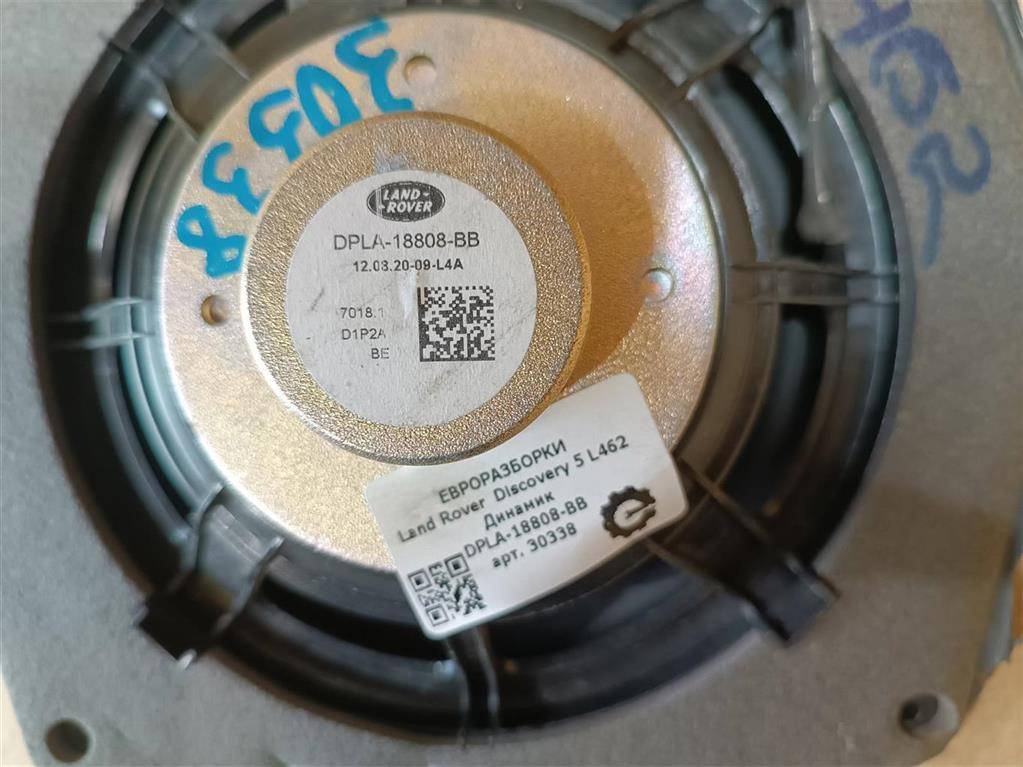 30338
7502
LAND-
-ROVER
DPLA-18808-BB
12.03.20-09-L4A
7018.1
D1P2A
BE
ЕВРОРАЗБОРКИ
Land Rover Discovery 5 L462
Динамик
DPLA-18808-BB
арт. 30338